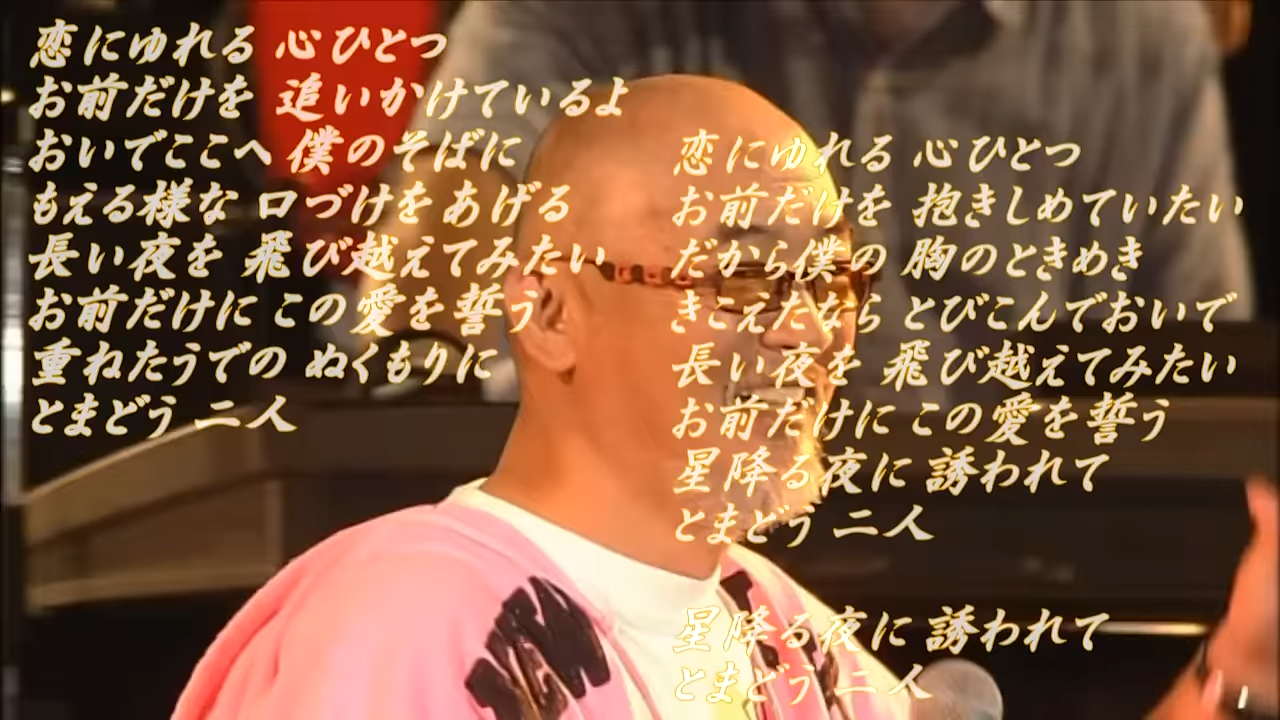 恋にゆれる 心ひとつ
お前だけを 追いかけているよ
おいでここへ 僕のそばに
もえる様な 口づけを あげる
長い夜を 飛び越えてみたい
お前だけに この愛を誓う
重ねたうでの ぬくもりに
とまどう 二人
恋にゆれる 心ひとつ
お前だけを 抱きしめていたい
だから僕の 胸のときめき
きこえたなら とびこんでおいで
長い夜を 飛び越えてみたい
お前だけに この愛を誓う
星降る夜に 誘われて
とまどう 二人
星降る夜に 誘われて
とまどう 二人